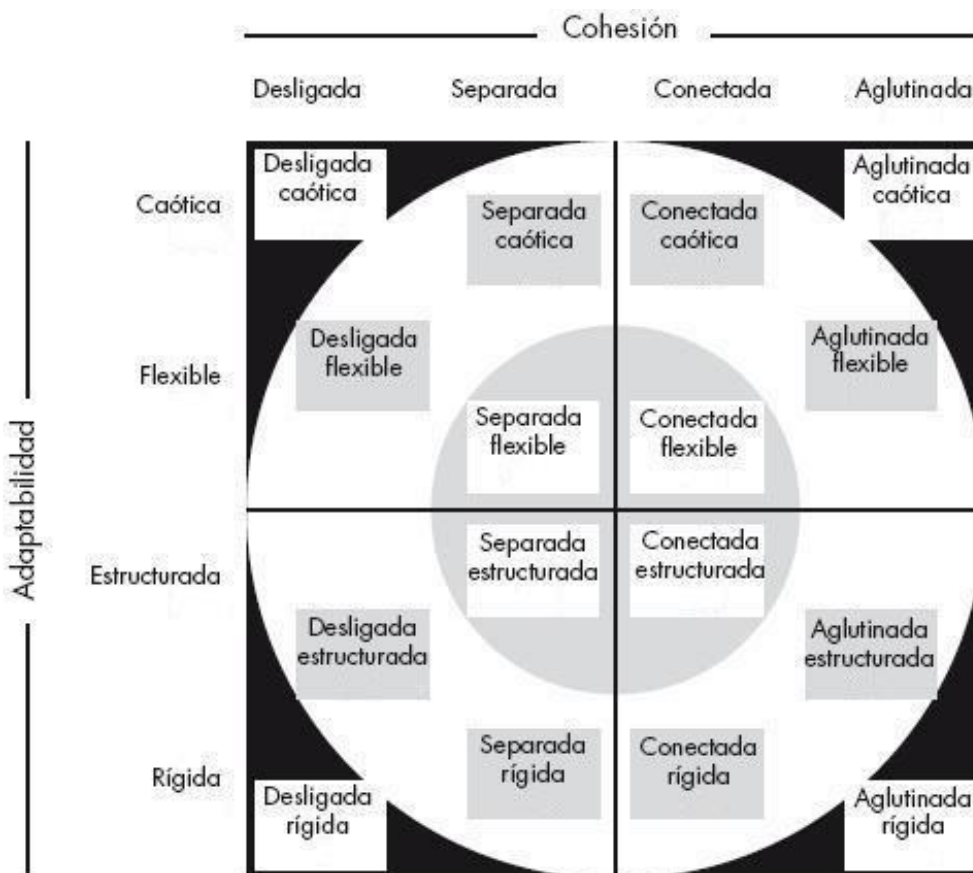 Cohesión
Desligada Separada Conectada Aglutinada
Adaptabilidad
Caótica
Desligada
caótica
Separada
caótica
Conectada
caótica
Aglutinada
caótica
Flexible
Desligada
flexible
Separada
flexible
Conectada
flexible
Aglutinada
flexible
Estructurada
Desligada
estructurada
Separada
estructurada
Conectada
estructurada
Aglutinada
estructurada
Rígida
Desligada
rígida
Separada
rígida
Conectada
rígida
Aglutinada
rígida